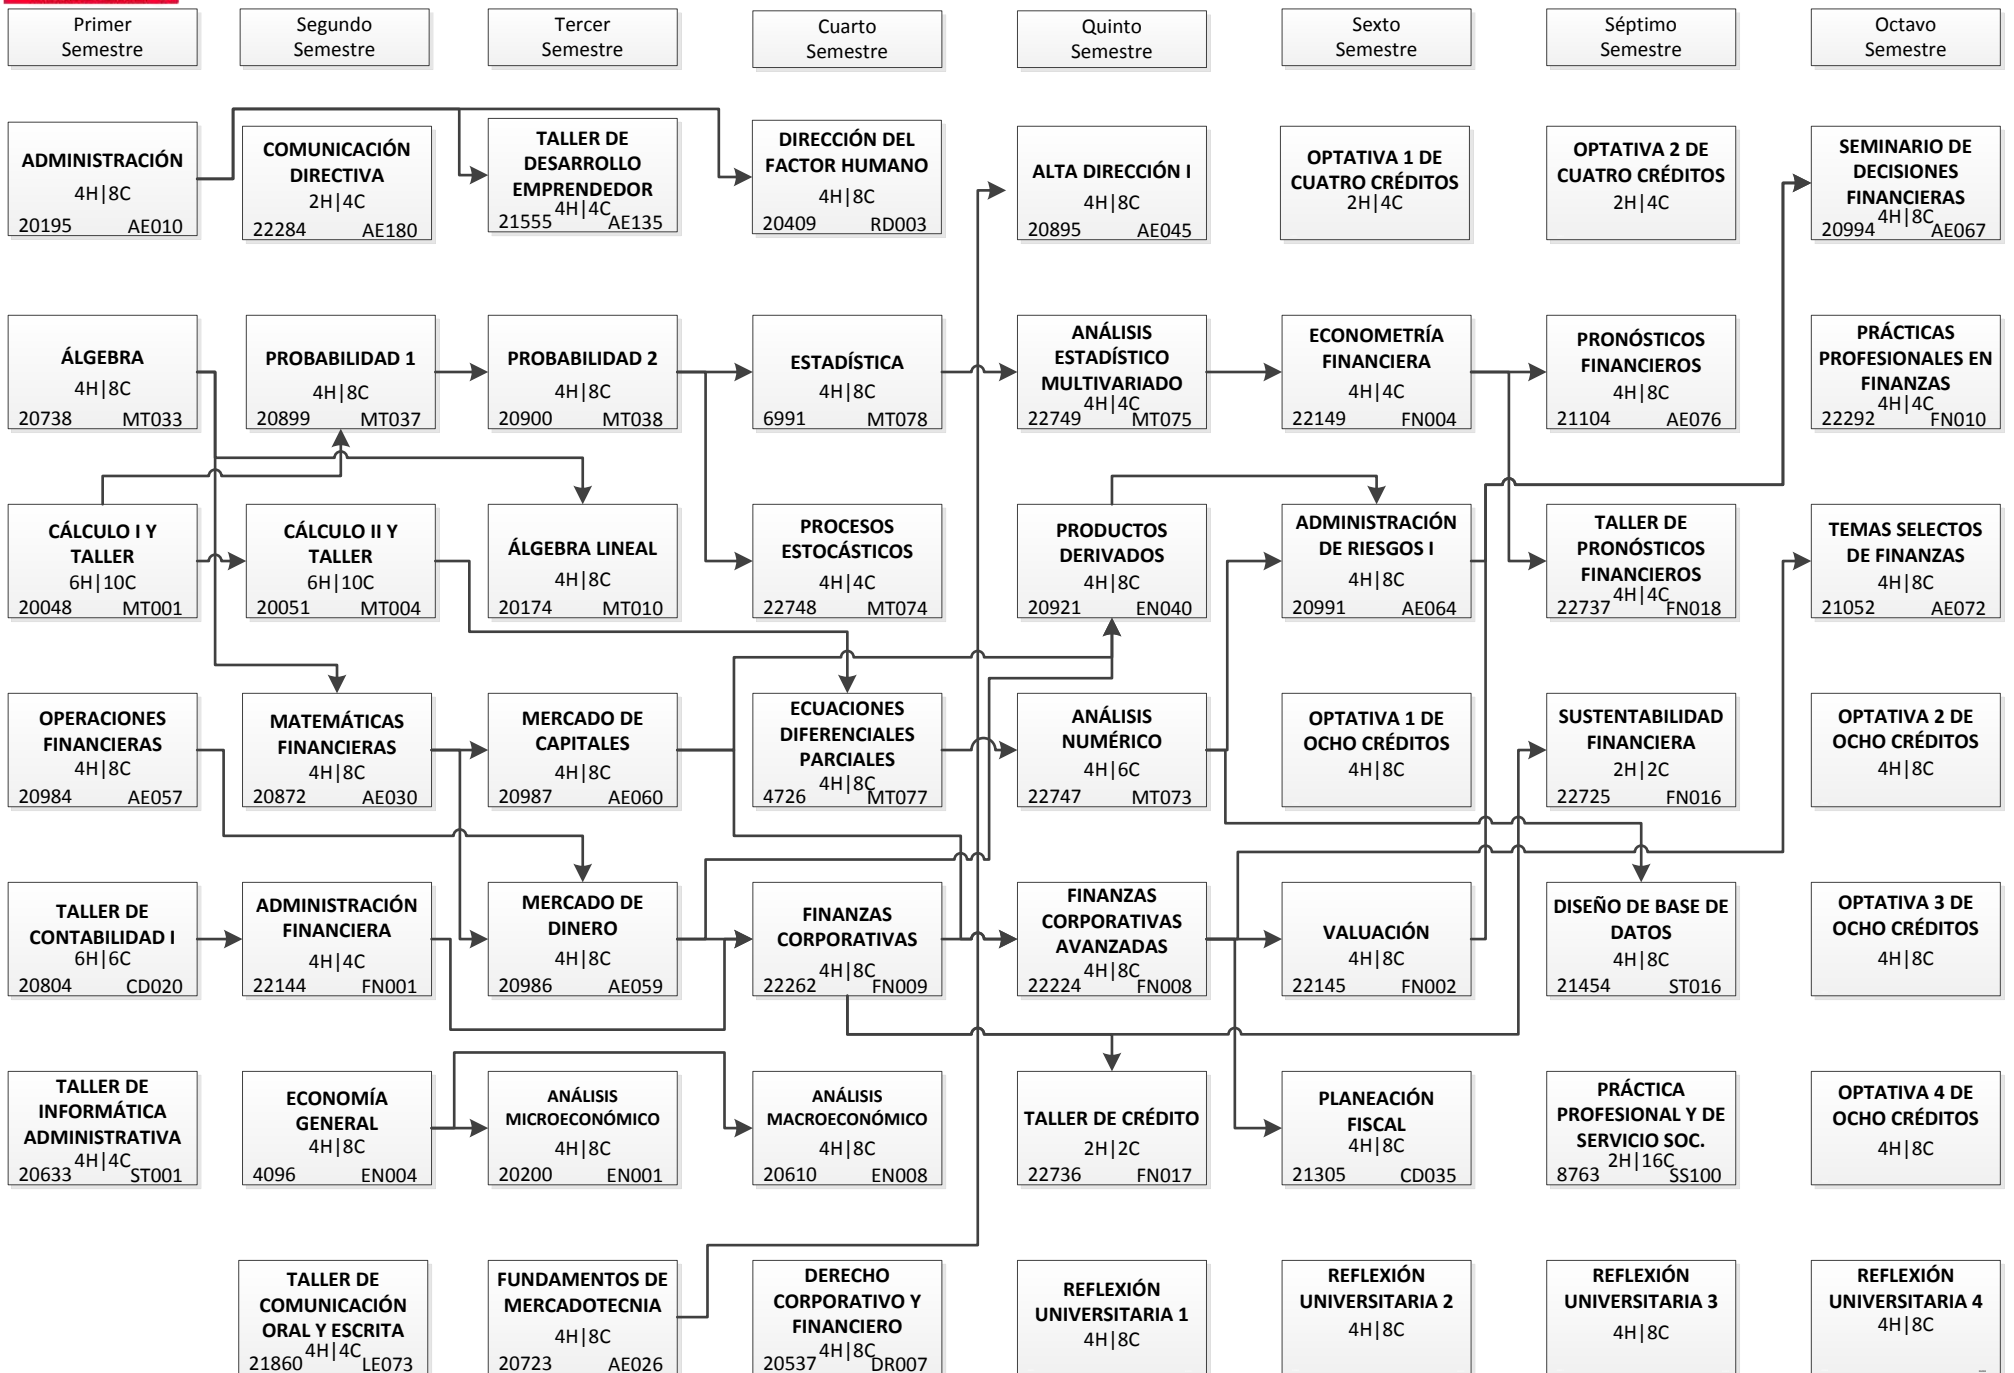 Primer
Semestre
Segundo
Semestre
Tercer
Semestre
Cuarto
Semestre
Quinto
Semestre
Sexto
Semestre
Séptimo
Semestre
Octavo
Semestre
ADMINISTRACIÓN
4H|8C
20195 AE010
COMUNICACIÓN
DIRECTIVA
2H|4C
22284 AE180
TALLER DE
DESARROLLO
EMPRENDEDOR
4H|4C
21555 AE135
DIRECCIÓN DEL
FACTOR HUMANO
4H|8C
20409 RD003
ALTA DIRECCIÓN I
4H|8C
20895 AE045
OPTATIVA 1 DE
CUATRO CRÉDITOS
2H|4C
OPTATIVA 2 DE
CUATRO CRÉDITOS
2H|4C
SEMINARIO DE
DECISIONES
FINANCIERAS
4H|8C
20994 AE067
ÁLGEBRA
4H|8C
20738 MT033
PROBABILIDAD 1
4H|8C
20899 MT037
PROBABILIDAD 2
4H|8C
20900 MT038
ESTADÍSTICA
4H|8C
6991 MT078
ANÁLISIS
ESTADÍSTICO
MULTIVARIADO
4H|4C
22749 MT075
ECONOMETRÍA
FINANCIERA
4H|4C
22149 FN004
PRONÓSTICOS
FINANCIEROS
4H|8C
21104 AE076
PRÁCTICAS
PROFESIONALES EN
FINANZAS
4H|4C
22292 FN010
CÁLCULO I Y
TALLER
6H|10C
20048 MT001
CÁLCULO II Y
TALLER
6H|10C
20051 MT004
ÁLGEBRA LINEAL
4H|8C
20174 MT010
PROCESOS
ESTOCÁSTICOS
4H|4C
22748 MT074
PRODUCTOS
DERIVADOS
4H|8C
20921 EN040
ADMINISTRACIÓN
DE RIESGOS I
4H|8C
20991 AE064
TALLER DE
PRONÓSTICOS
FINANCIEROS
4H|4C
22737 FN018
TEMAS SELECTOS
DE FINANZAS
4H|8C
21052 AE072
OPERACIONES
FINANCIERAS
4H|8C
20984 AE057
MATEMÁTICAS
FINANCIERAS
4H|8C
20872 AE030
MERCADO DE
CAPITALES
4H|8C
20987 AE060
ECUACIONES
DIFERENCIALES
PARCIALES
4H|8C
4726 MT077
ANÁLISIS
NUMÉRICO
4H|6C
22747 MT073
OPTATIVA 1 DE
OCHO CRÉDITOS
4H|8C
SUSTENTABILIDAD
FINANCIERA
2H|2C
22725 FN016
OPTATIVA 2 DE
OCHO CRÉDITOS
4H|8C
TALLER DE
CONTABILIDAD I
6H|6C
20804 CD020
ADMINISTRACIÓN
FINANCIERA
4H|4C
22144 FN001
MERCADO DE
DINERO
4H|8C
20986 AE059
FINANZAS
CORPORATIVAS
4H|8C
22262 FN009
FINANZAS
CORPORATIVAS
AVANZADAS
4H|8C
22224 FN008
VALUACIÓN
4H|8C
22145 FN002
DISEÑO DE BASE DE
DATOS
4H|8C
21454 ST016
OPTATIVA 3 DE
OCHO CRÉDITOS
4H|8C
TALLER DE
INFORMÁTICA
ADMINISTRATIVA
4H|4C
20633 ST001
ECONOMÍA
GENERAL
4H|8C
4096 EN004
ANÁLISIS
MICROECONÓMICO
4H|8C
20200 EN001
ANÁLISIS
MACROECONÓMICO
4H|8C
20610 EN008
TALLER DE CRÉDITO
2H|2C
22736 FN017
PLANEACIÓN
FISCAL
4H|8C
21305 CD035
PRÁCTICA
PROFESIONAL Y DE
SERVICIO SOC.
2H|16C
8763 SS100
OPTATIVA 4 DE
OCHO CRÉDITOS
4H|8C
TALLER DE
COMUNICACIÓN
ORAL Y ESCRITA
4H|4C
21860 LE073
FUNDAMENTOS DE
MERCADOTECNIA
4H|8C
20723 AE026
DERECHO
CORPORATIVO Y
FINANCIERO
4H|8C
20537 DR007
REFLEXIÓN
UNIVERSITARIA 1
4H|8C
REFLEXIÓN
UNIVERSITARIA 2
4H|8C
REFLEXIÓN
UNIVERSITARIA 3
4H|8C
REFLEXIÓN
UNIVERSITARIA 4
4H|8C